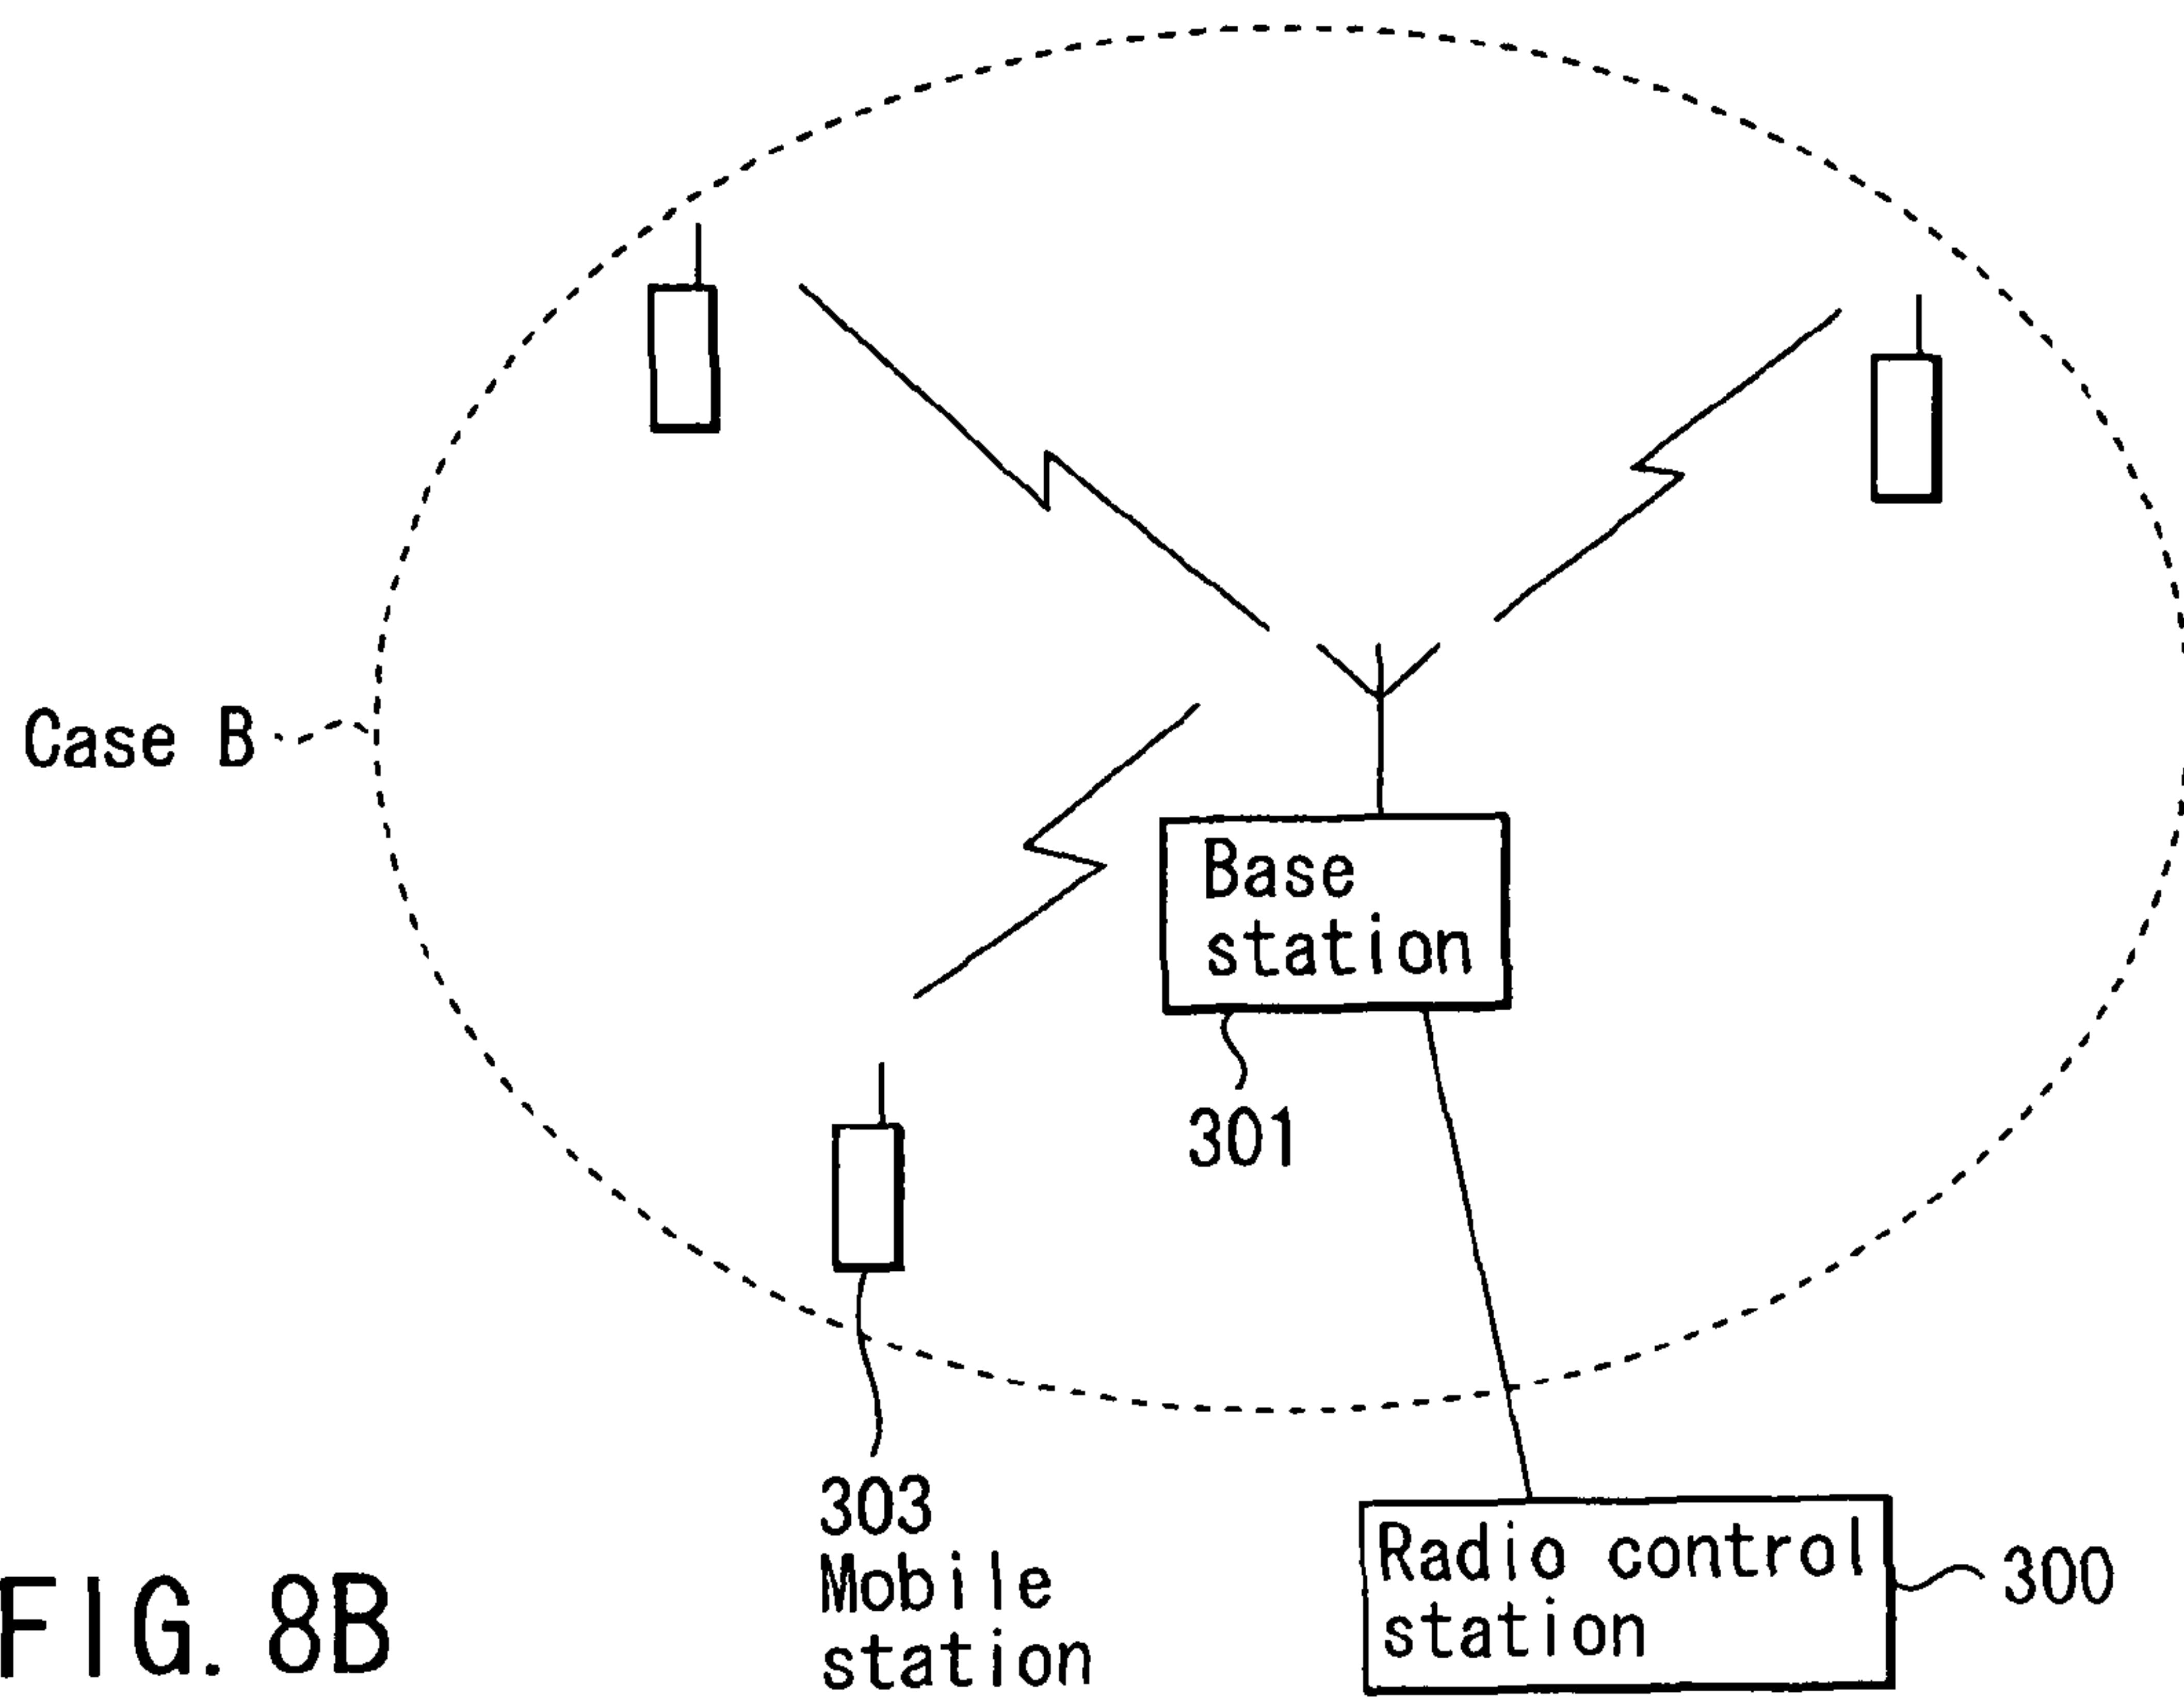 Case B
Base
station
301
303
Mobile
station
Radio control
station
300
FIG. 8B